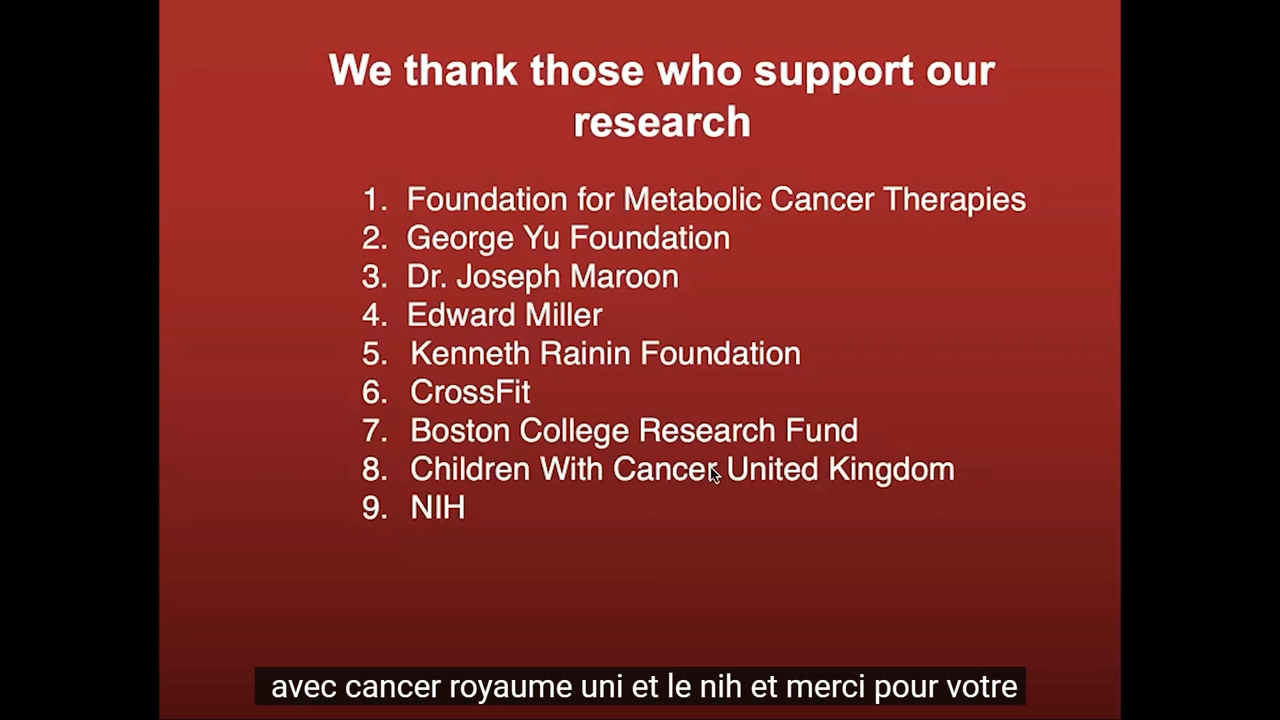 We thank those who support our
research
1. Foundation for Metabolic Cancer Therapies
2. George Yu Foundation
3. Dr. Joseph Maroon
4. Edward Miller
5. Kenneth Rainin Foundation
6. CrossFit
7. Boston College Research Fund
8. Children With Cancer United Kingdom
9. NIH
avec cancer royaume uni et le nih et merci pour votre